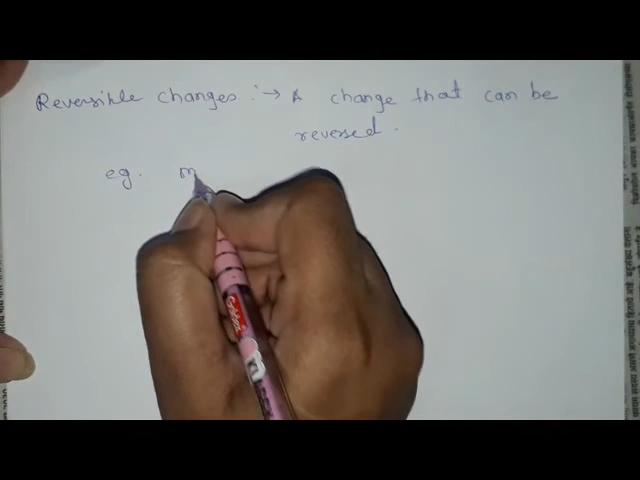 Reversible changes :→ A change that can be
reversed.
eg. m